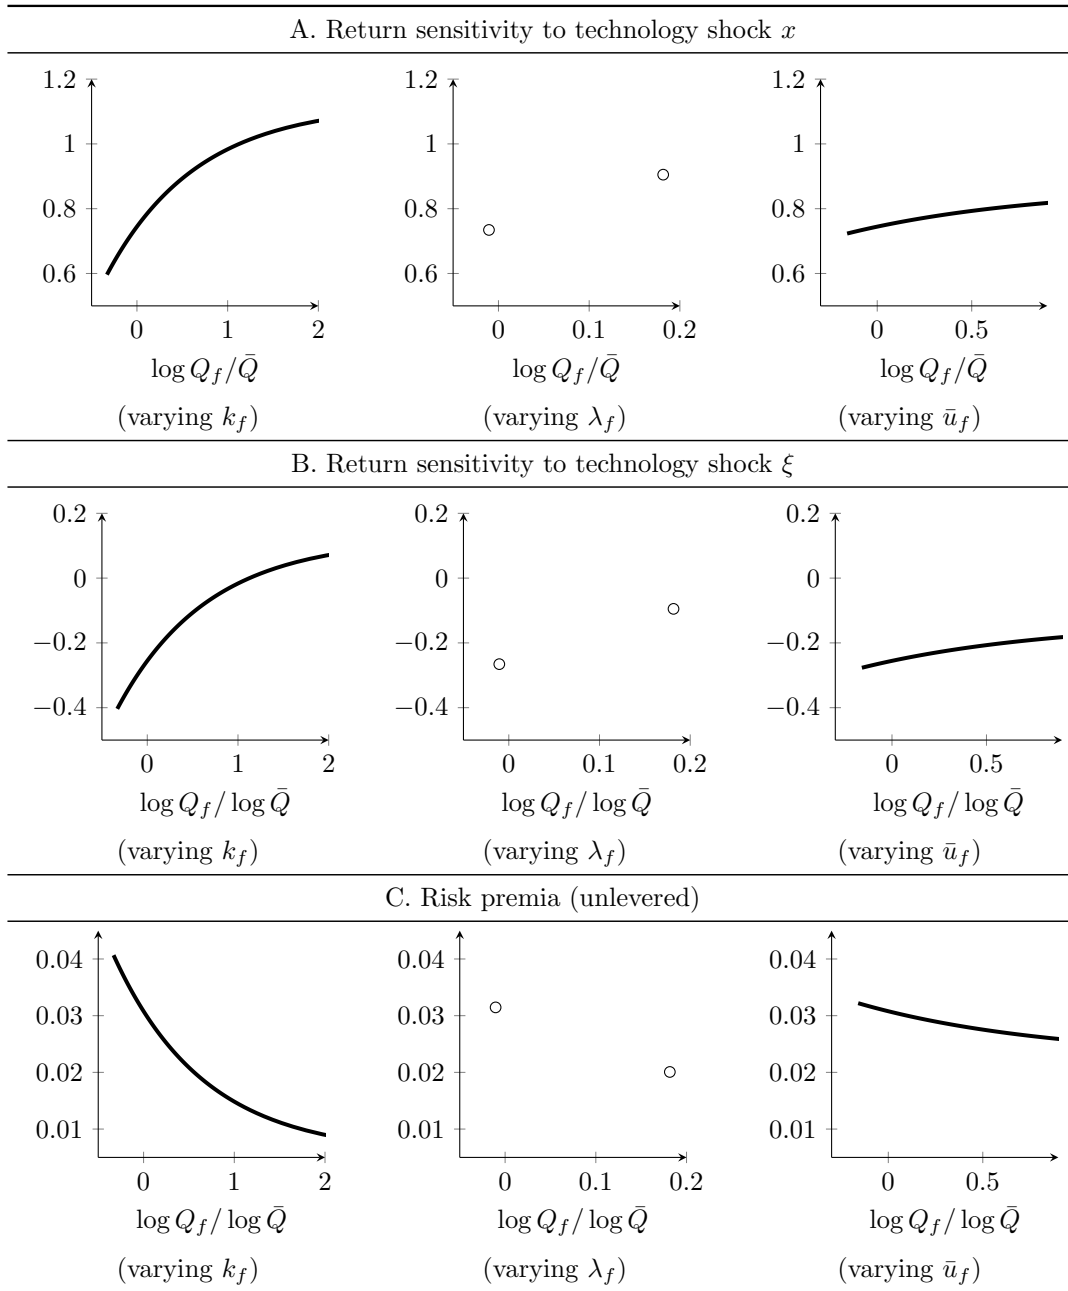 A. Return sensitivity to technology shock x
1.2 1.2 1.2
1 1 1
0.8 0.8 0.8
0.6 0.6 0.6
0 1 2 0 0.1 0.2 0 0.5
log Q_f/Q̄ log Q_f/Q̄ log Q_f/Q̄
(varying k_f) (varying λ_f) (varying ū_f)
B. Return sensitivity to technology shock ξ
0.2 0.2 0.2
0 0 0
−0.2 −0.2 −0.2
−0.4 −0.4 −0.4
0 1 2 0 0.1 0.2 0 0.5
log Q_f/ log Q̄ log Q_f/ log Q̄ log Q_f/ log Q̄
(varying k_f) (varying λ_f) (varying ū_f)
C. Risk premia (unlevered)
0.04 0.04 0.04
0.03 0.03 0.03
0.02 0.02 0.02
0.01 0.01 0.01
0 1 2 0 0.1 0.2 0 0.5
log Q_f/ log Q̄ log Q_f/ log Q̄ log Q_f/ log Q̄
(varying k_f) (varying λ_f) (varying ū_f)